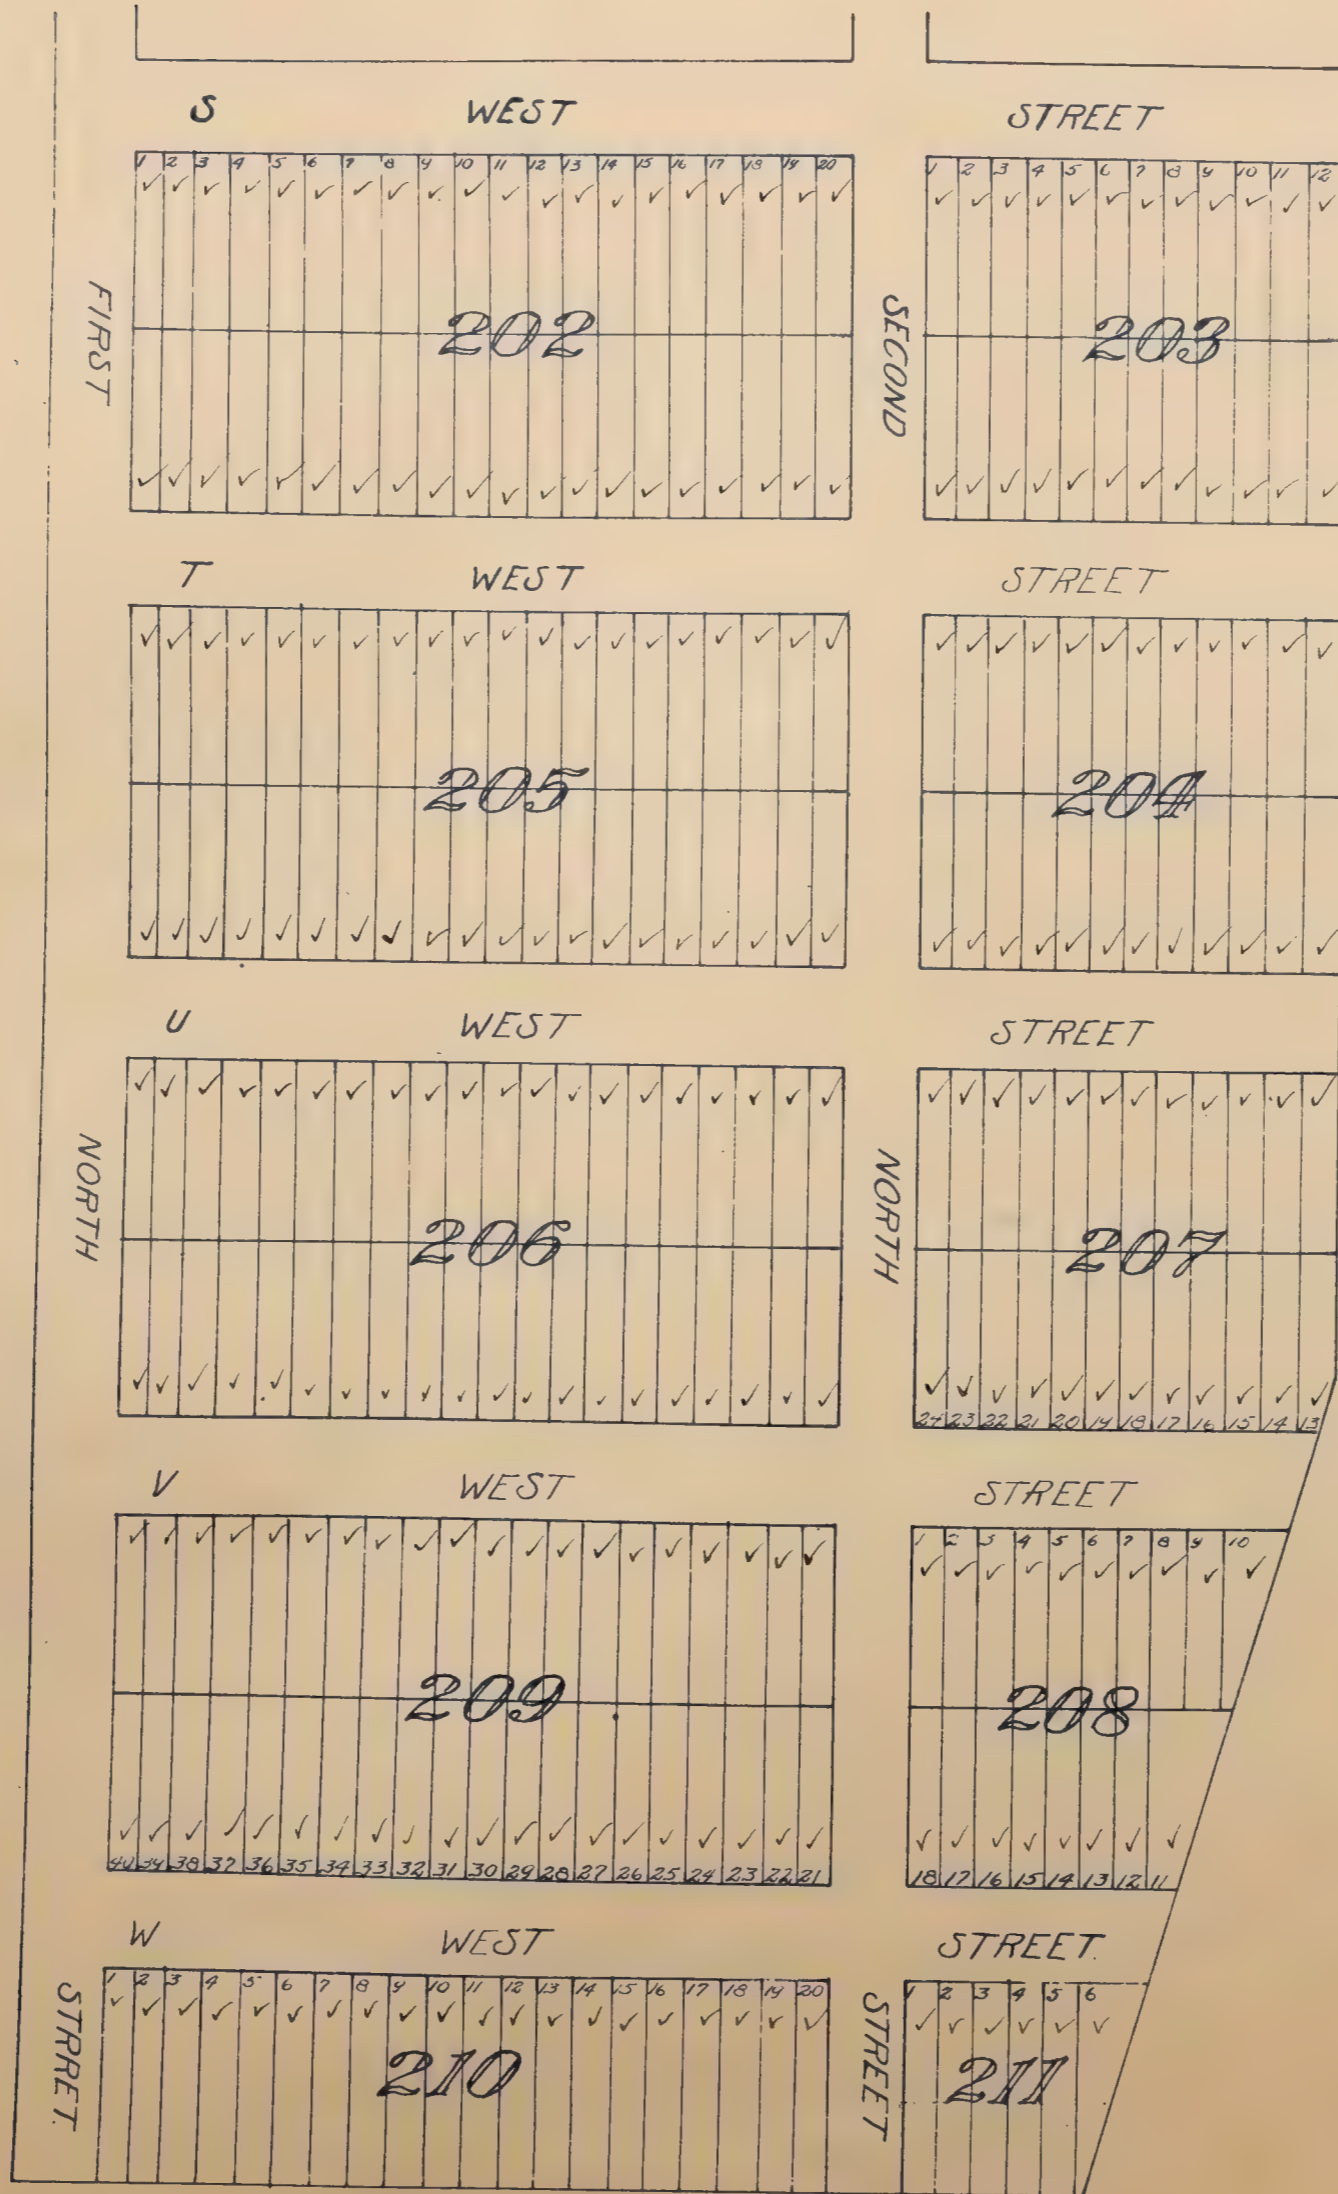 S WEST STREET
1 2 3 4 5 6 7 8 9 10 11 12 13 14 15 16 17 18 19 20
1 2 3 4 5 6 7 8 9 10 11 12
FIRST
202
SECOND
203
T WEST STREET
205
204
U WEST STREET
NORTH
206
NORTH
207
24 23 22 21 20 19 18 17 16 15 14 13
V WEST STREET
1 2 3 4 5 6 7 8 9 10
209
208
40 39 38 37 36 35 34 33 32 31 30 29 28 27 26 25 24 23 22 21
18 17 16 15 14 13 12 11
W WEST STREET.
1 2 3 4 5 6 7 8 9 10 11 12 13 14 15 16 17 18 19 20
1 2 3 4 5 6
STRRET.
210
STREET
211